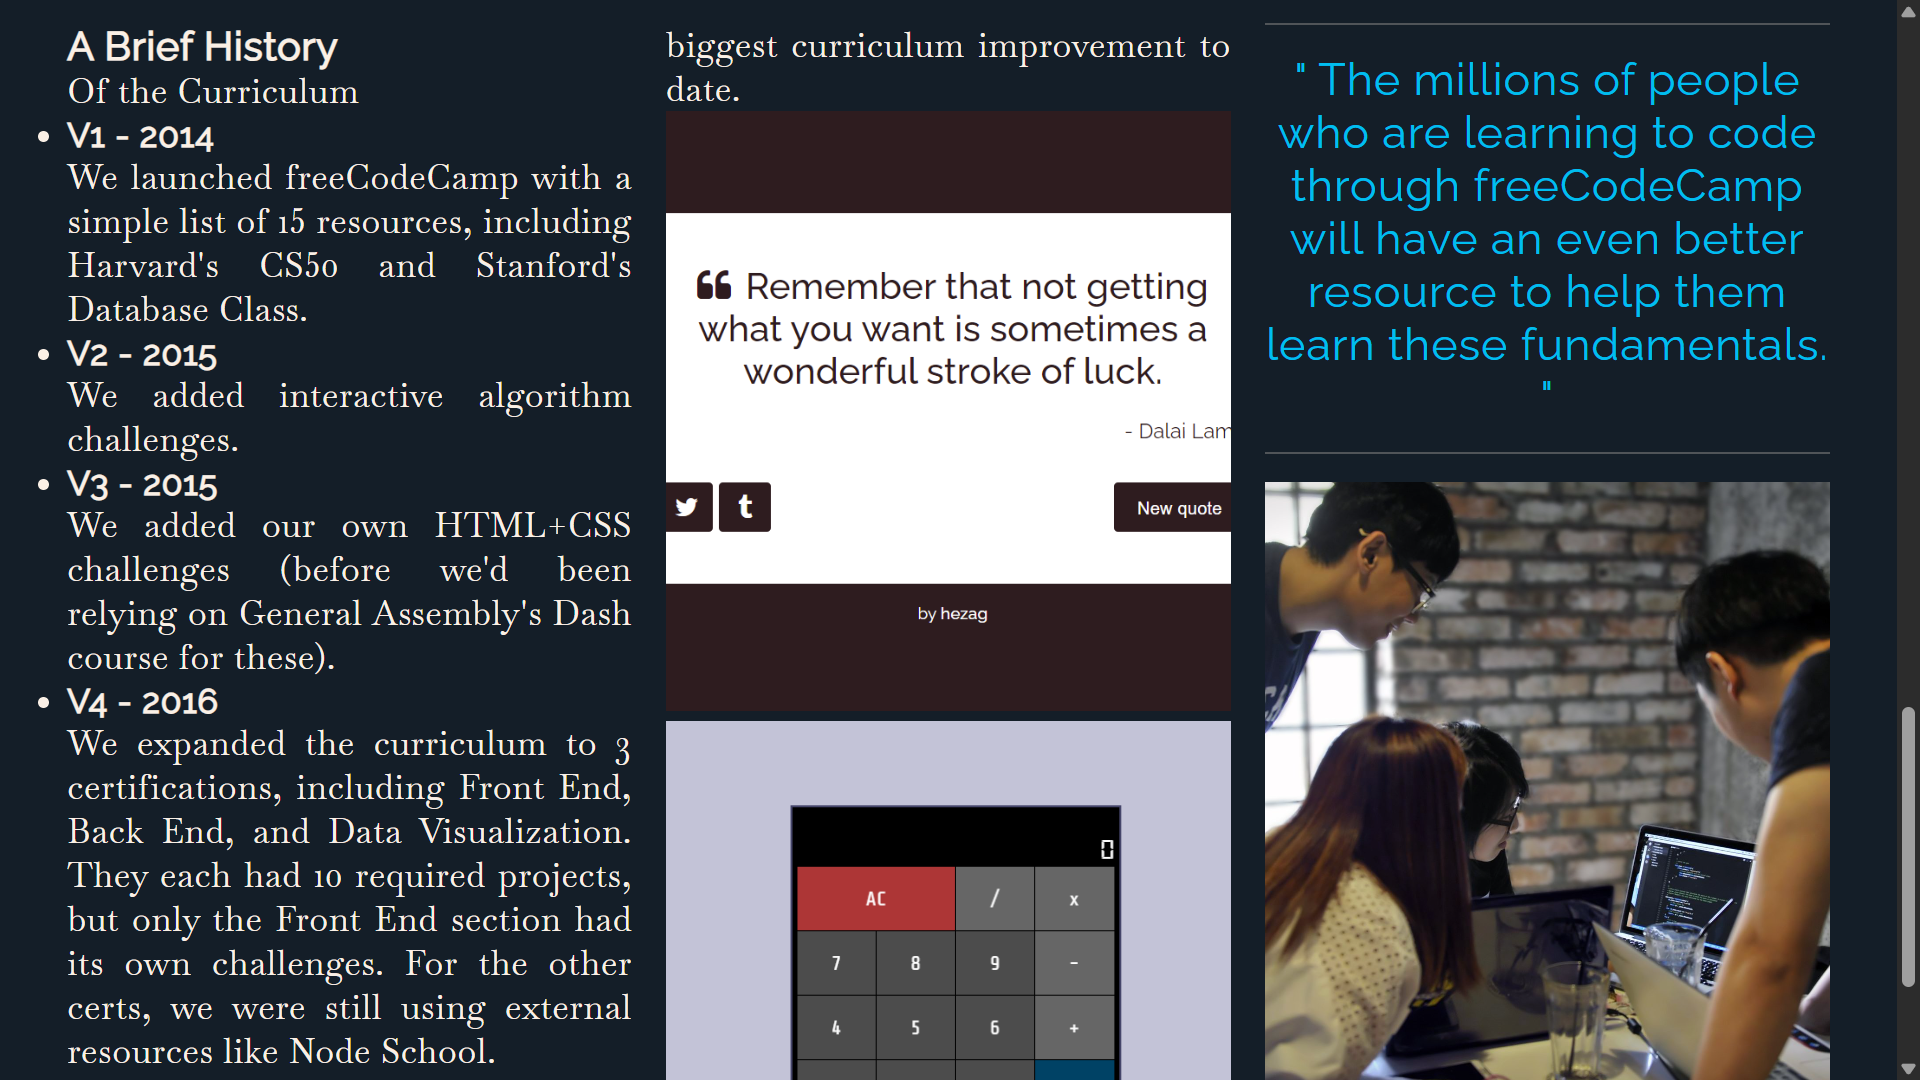 A Brief History
Of the Curriculum
V1 - 2014
We launched freeCodeCamp with a
simple list of 15 resources, including
Harvard's CS50 and Stanford's
Database Class.
V2 - 2015
We added interactive algorithm
challenges.
V3 - 2015
We added our own HTML+CSS
challenges (before we'd been
relying on General Assembly's Dash
course for these).
V4 - 2016
We expanded the curriculum to 3
certifications, including Front End,
Back End, and Data Visualization.
They each had 10 required projects,
but only the Front End section had
its own challenges. For the other
certs, we were still using external
resources like Node School.
biggest curriculum improvement to
date.
“ Remember that not getting
what you want is sometimes a
wonderful stroke of luck.
- Dalai Lam
t
New quote
by hezag
0
AC / x
7 8 9 -
4 5 6 +
" The millions of people
who are learning to code
through freeCodeCamp
will have an even better
resource to help them
learn these fundamentals.
"